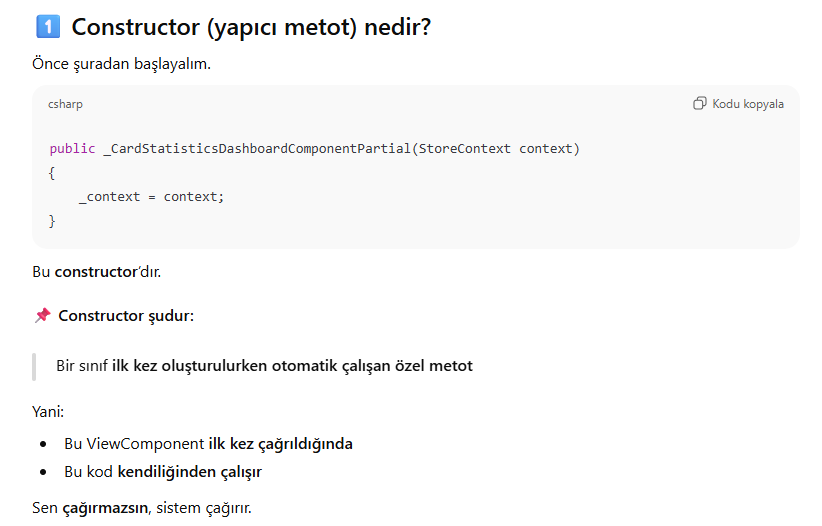 1 Constructor (yapıcı metot) nedir?
Önce şuradan başlayalım.
csharp
Kodu kopyala
public _CardStatisticsDashboardComponentPartial(StoreContext context)
{
    _context = context;
}
Bu constructor'dır.
📌 Constructor şudur:
Bir sınıf ilk kez oluşturulurken otomatik çalışan özel metot
Yani:
• Bu ViewComponent ilk kez çağrıldığında
• Bu kod kendiliğinden çalışır
Sen çağırmazsın, sistem çağırır.